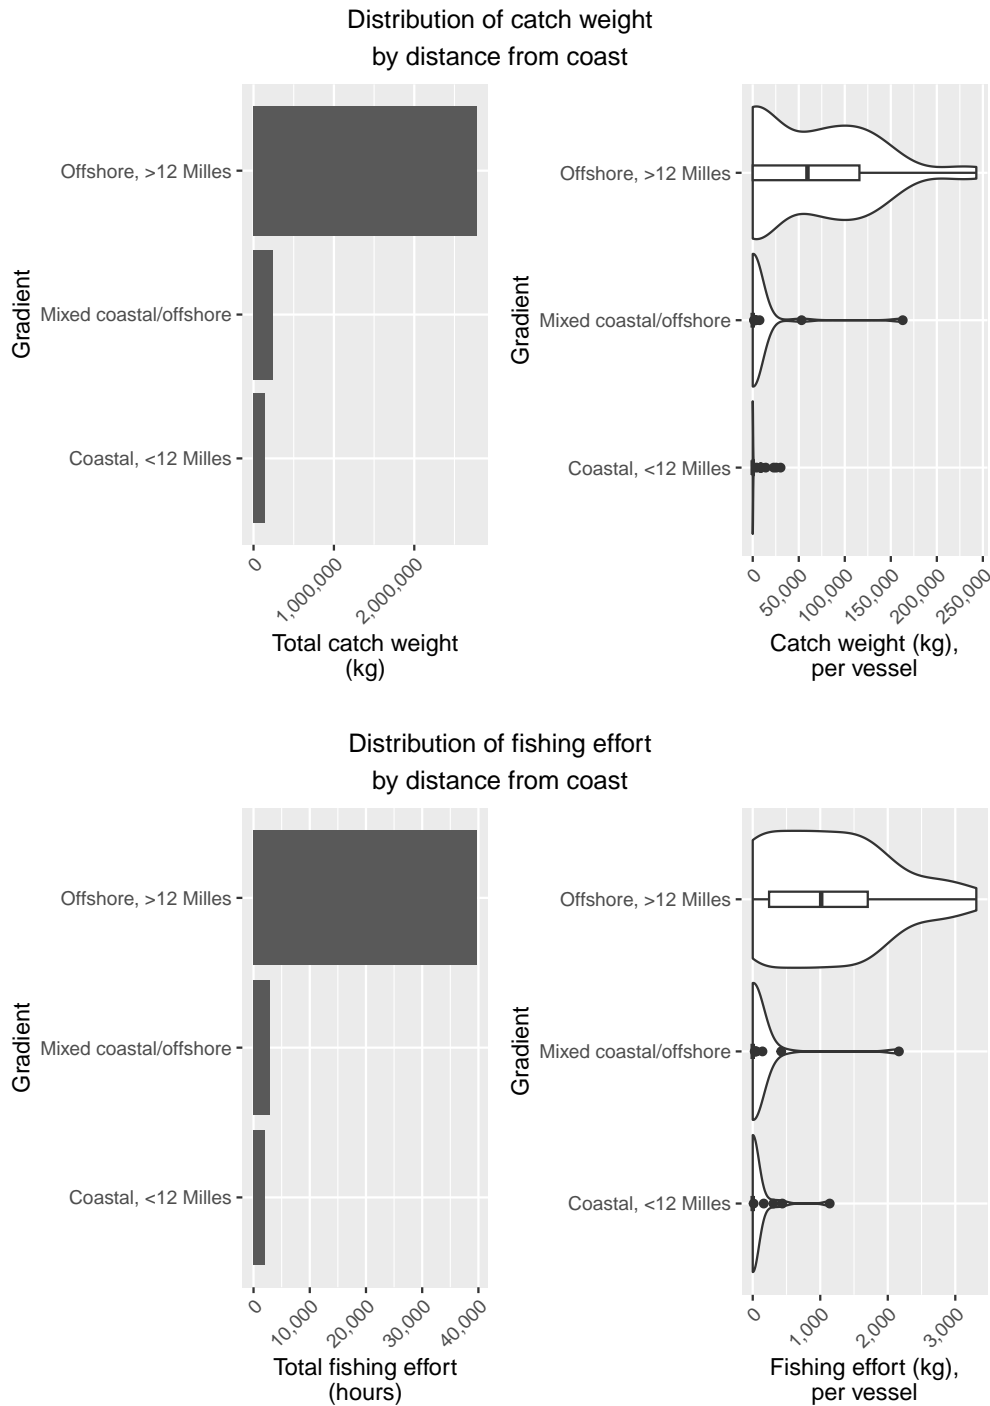 Distribution of catch weight
by distance from coast
Gradient
Offshore, >12 Milles
Mixed coastal/offshore
Coastal, <12 Milles
0
1,000,000
2,000,000
Total catch weight
(kg)
Gradient
Offshore, >12 Milles
Mixed coastal/offshore
Coastal, <12 Milles
0
50,000
100,000
150,000
200,000
250,000
Catch weight (kg),
per vessel
Distribution of fishing effort
by distance from coast
Gradient
Offshore, >12 Milles
Mixed coastal/offshore
Coastal, <12 Milles
0
10,000
20,000
30,000
40,000
Total fishing effort
(hours)
Gradient
Offshore, >12 Milles
Mixed coastal/offshore
Coastal, <12 Milles
0
1,000
2,000
3,000
Fishing effort (kg),
per vessel